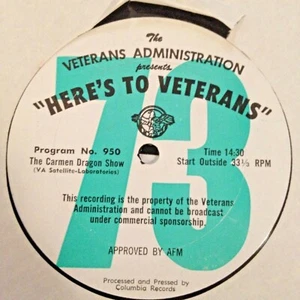 The
VETERANS ADMINISTRATION
presents
"HERE'S TO VETERANS"
73
Program No. 950
The Carmen Dragon Show
(VA Satellite-Laboratories)
Time 14:30
Start Outside 33⅓ RPM
This recording is the property of the Veterans
Administration and cannot be broadcast
under commercial sponsorship.
APPROVED BY AFM
Processed and Pressed by
Columbia Records